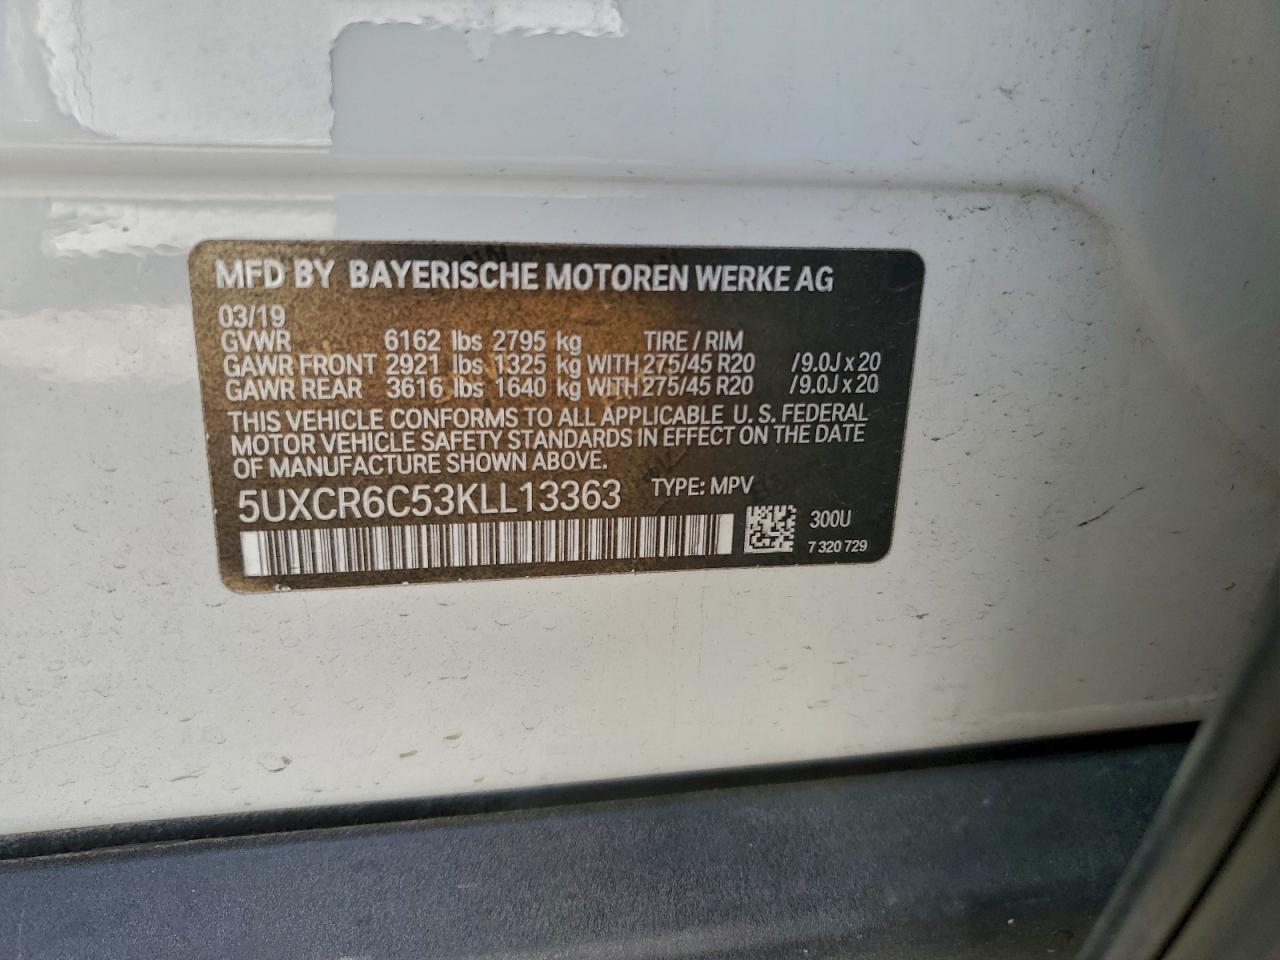 MFD BY BAYERISCHE MOTOREN WERKE AG
03/19
GVWR 6162 lbs 2795 kg TIRE / RIM
GAWR FRONT 2921 lbs 1325 kg WITH 275/45 R20 /9.0J x 20
GAWR REAR 3616 lbs 1640 kg WITH 275/45 R20 /9.0J x 20
THIS VEHICLE CONFORMS TO ALL APPLICABLE U. S. FEDERAL
MOTOR VEHICLE SAFETY STANDARDS IN EFFECT ON THE DATE
OF MANUFACTURE SHOWN ABOVE.
5UXCR6C53KLL13363 TYPE: MPV
300U
7 320 729